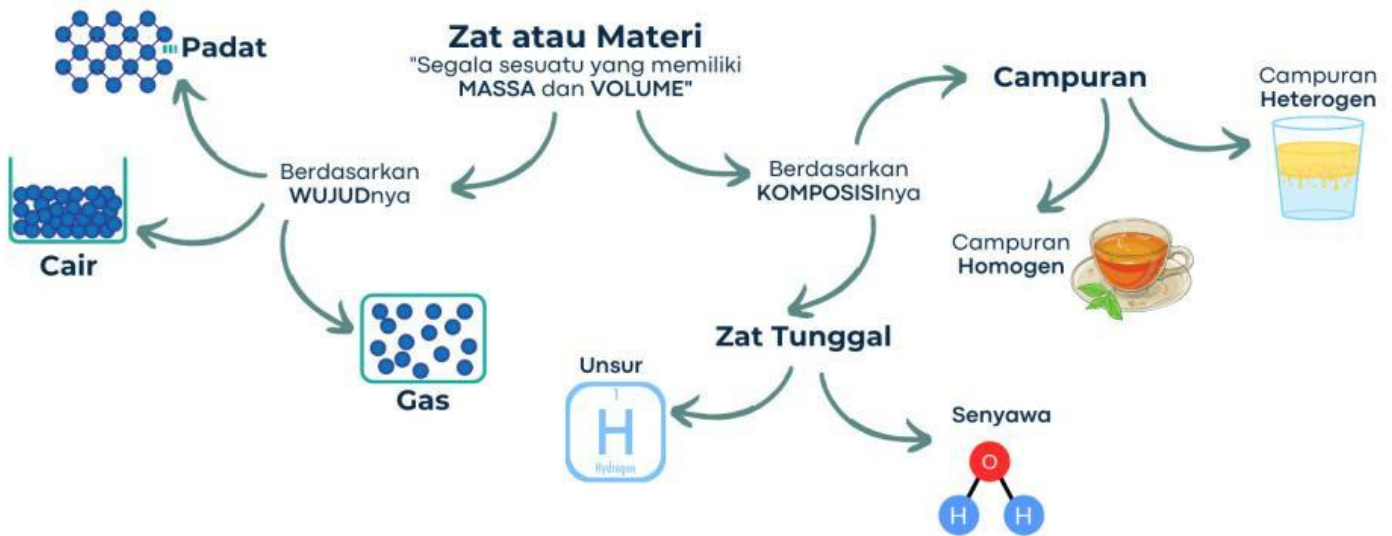 Zat atau Materi
"Segala sesuatu yang memiliki
MASSA dan VOLUME"
Berdasarkan
WUJUDnya
Padat
Cair
Gas
Berdasarkan
KOMPOSISInya
Campuran
Campuran
Heterogen
Campuran
Homogen
Zat Tunggal
Unsur
1
H
Hydrogen
Senyawa
O
H
H